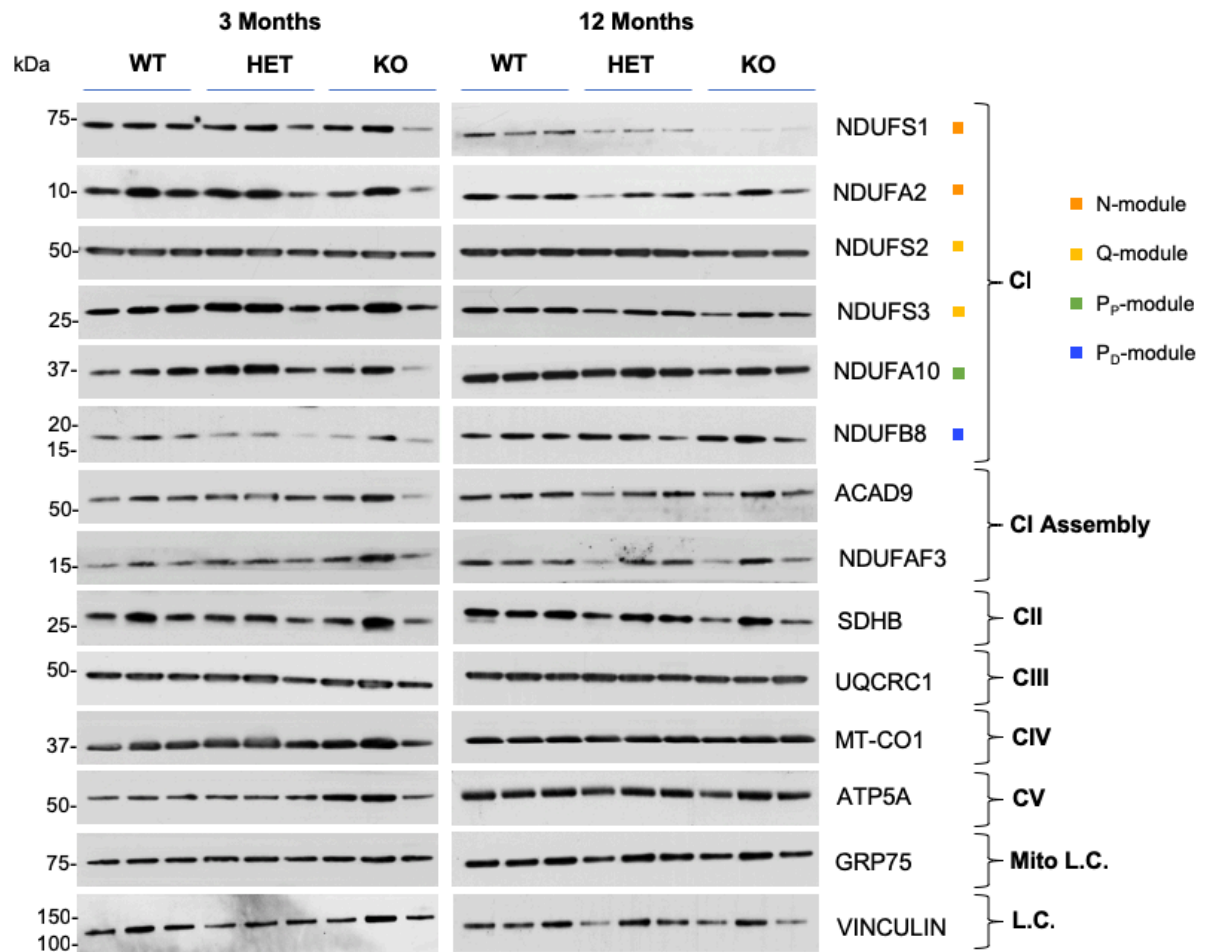 3 Months 12 Months
kDa WT HET KO WT HET KO
75- NDUFS1
10- NDUFA2
50- NDUFS2
25- NDUFS3
37- NDUFA10
20-
15- NDUFB8
CI
N-module
Q-module
PP-module
PD-module
50- ACAD9
15- NDUFAF3
CI Assembly
25- SDHB CII
50- UQCRC1 CIII
37- MT-CO1 CIV
50- ATP5A CV
75- GRP75 Mito L.C.
150-
100- VINCULIN L.C.